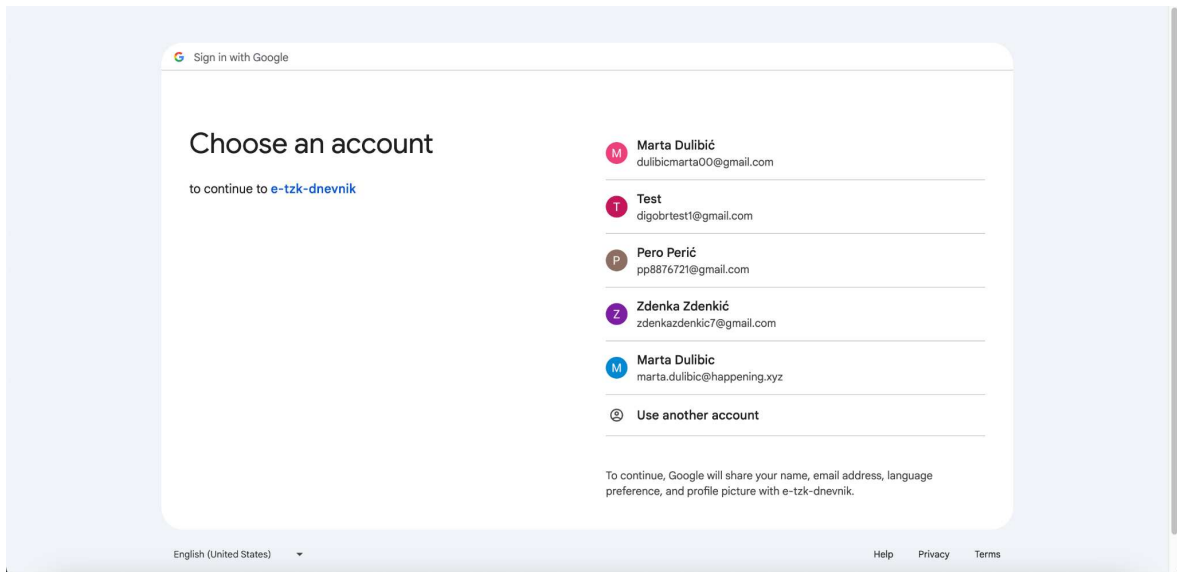 Sign in with Google
Choose an account
to continue to e-tzk-dnevnik
M
Marta Dulibić
dulibicmarta00@gmail.com
T
Test
digobrtest1@gmail.com
P
Pero Perić
pp8876721@gmail.com
Z
Zdenka Zdenkić
zdenkazdenkic7@gmail.com
M
Marta Dulibic
marta.dulibic@happening.xyz
Use another account
To continue, Google will share your name, email address, language
preference, and profile picture with e-tzk-dnevnik.
English (United States)
Help Privacy Terms